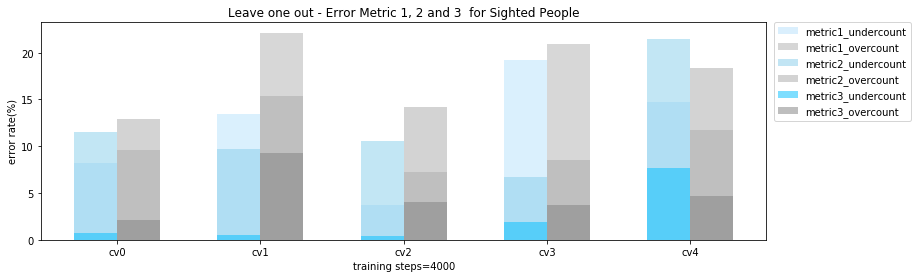 Leave one out - Error Metric 1, 2 and 3  for Sighted People
error rate(%)
20
15
10
5
0
cv0 cv1 cv2 cv3 cv4
training steps=4000
metric1_undercount
metric1_overcount
metric2_undercount
metric2_overcount
metric3_undercount
metric3_overcount